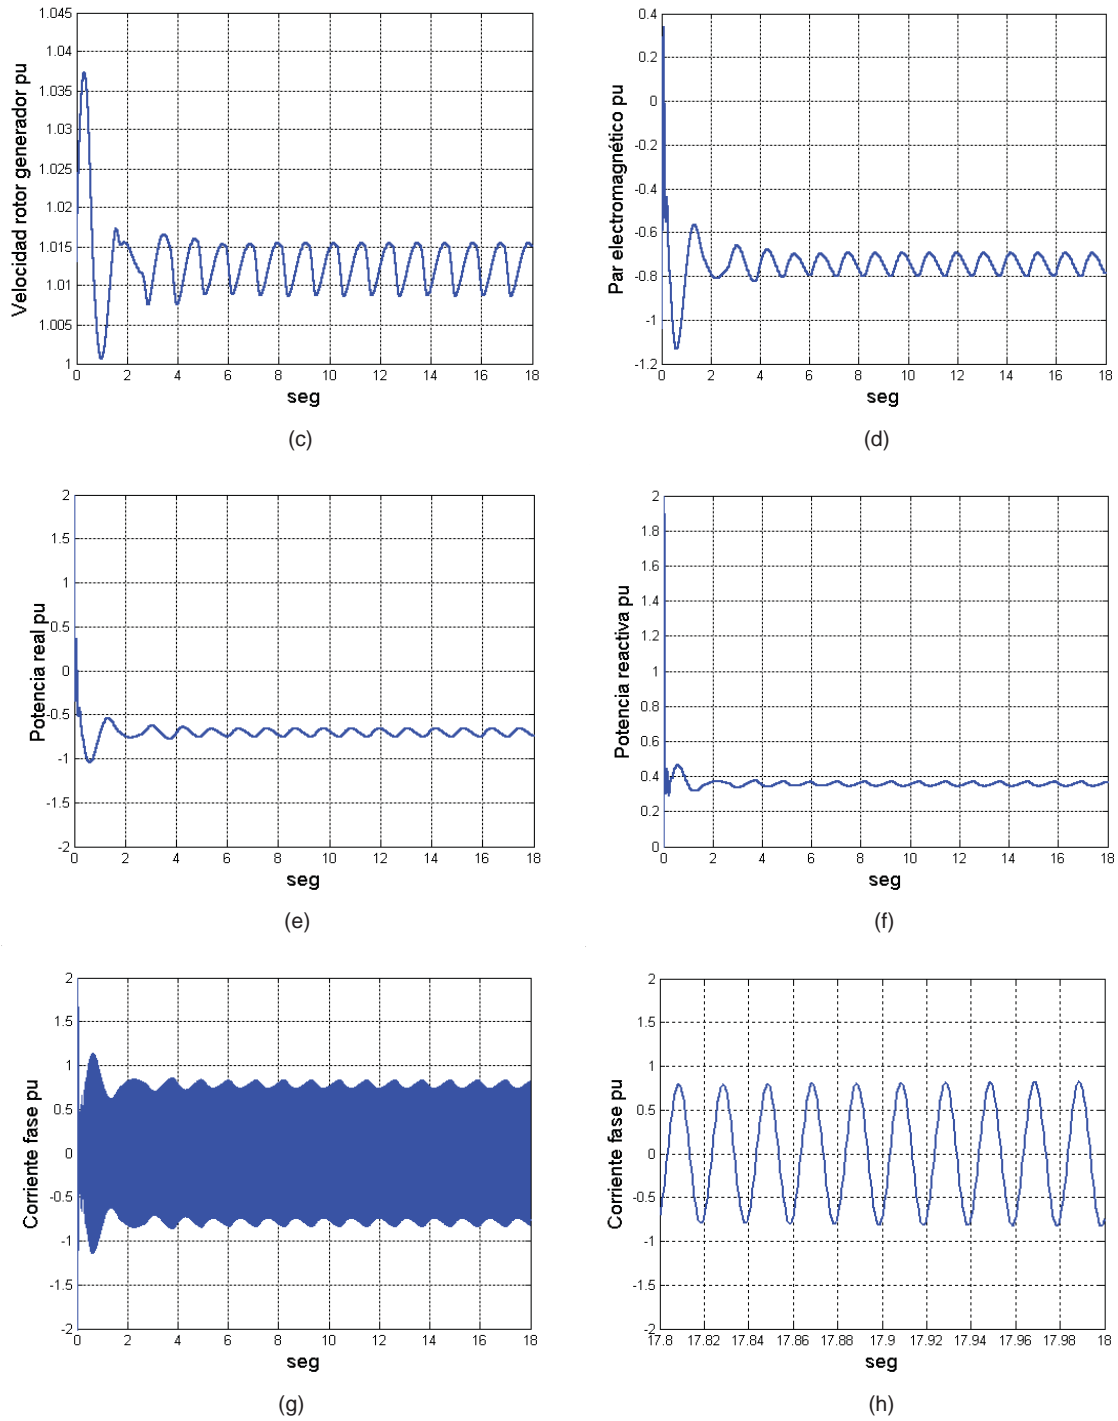 Velocidad rotor generador pu
1.045
1.04
1.035
1.03
1.025
1.02
1.015
1.01
1.005
1
0 2 4 6 8 10 12 14 16 18
seg
(c)
Par electromagnético pu
0.4
0.2
0
-0.2
-0.4
-0.6
-0.8
-1
-1.2
0 2 4 6 8 10 12 14 16 18
seg
(d)
Potencia real pu
2
1.5
1
0.5
0
-0.5
-1
-1.5
-2
0 2 4 6 8 10 12 14 16 18
seg
(e)
Potencia reactiva pu
2
1.8
1.6
1.4
1.2
1
0.8
0.6
0.4
0.2
0
0 2 4 6 8 10 12 14 16 18
seg
(f)
Corriente fase pu
2
1.5
1
0.5
0
-0.5
-1
-1.5
-2
0 2 4 6 8 10 12 14 16 18
seg
(g)
Corriente fase pu
2
1.5
1
0.5
0
-0.5
-1
-1.5
-2
17.8 17.82 17.84 17.86 17.88 17.9 17.92 17.94 17.96 17.98 18
seg
(h)